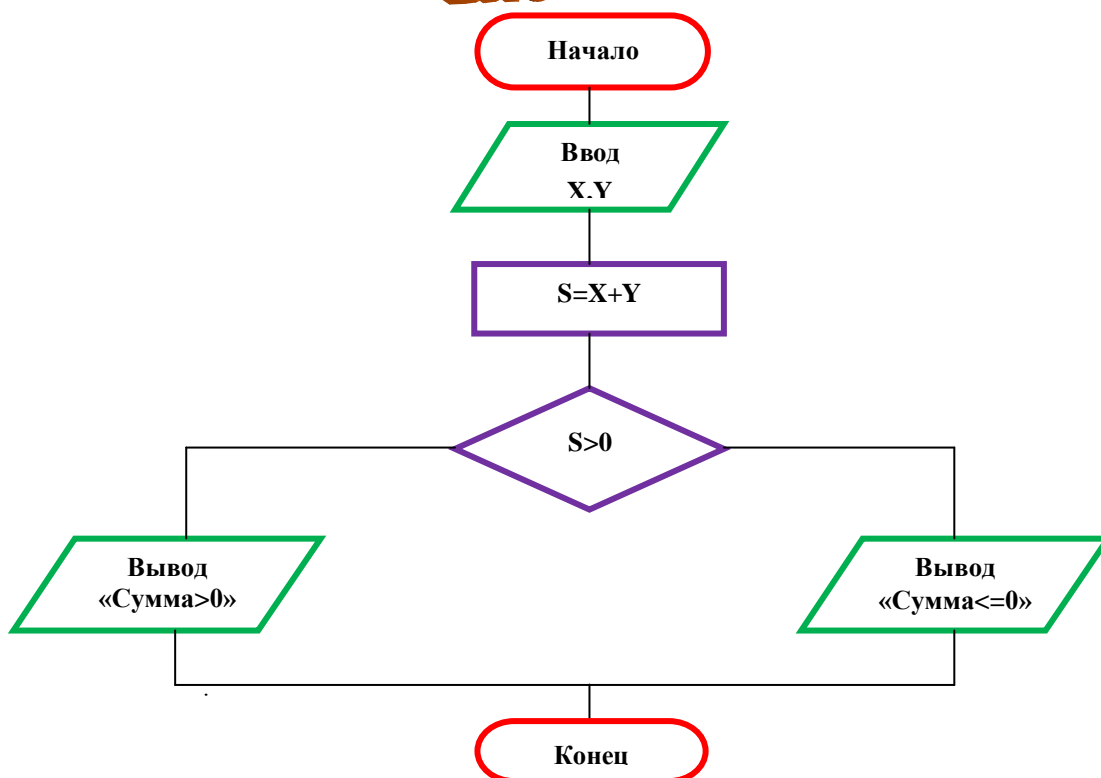 Начало
Ввод
X,Y
S=X+Y
S>0
Вывод
«Сумма>0»
Вывод
«Сумма<=0»
Конец